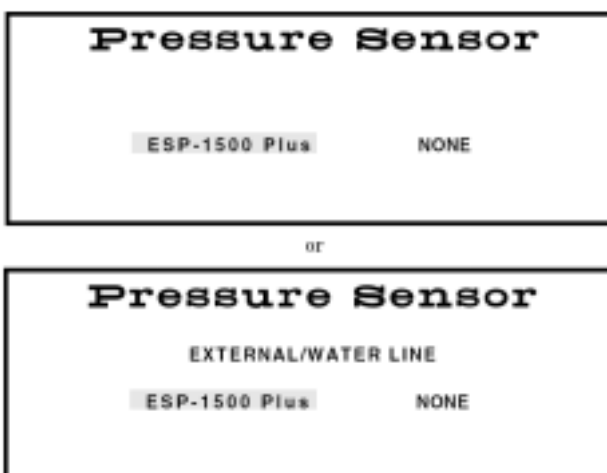 Pressure Sensor
ESP-1500 Plus NONE
or
Pressure Sensor
EXTERNAL/WATER LINE
ESP-1500 Plus NONE